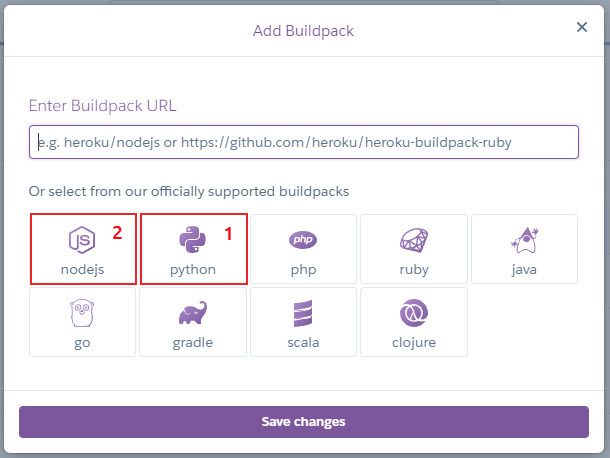 Add Buildpack
×
Enter Buildpack URL
e.g. heroku/nodejs or https://github.com/heroku/heroku-buildpack-ruby
Or select from our officially supported buildpacks
JS 2 1 php
nodejs python php ruby java
go gradle scala clojure
Save changes